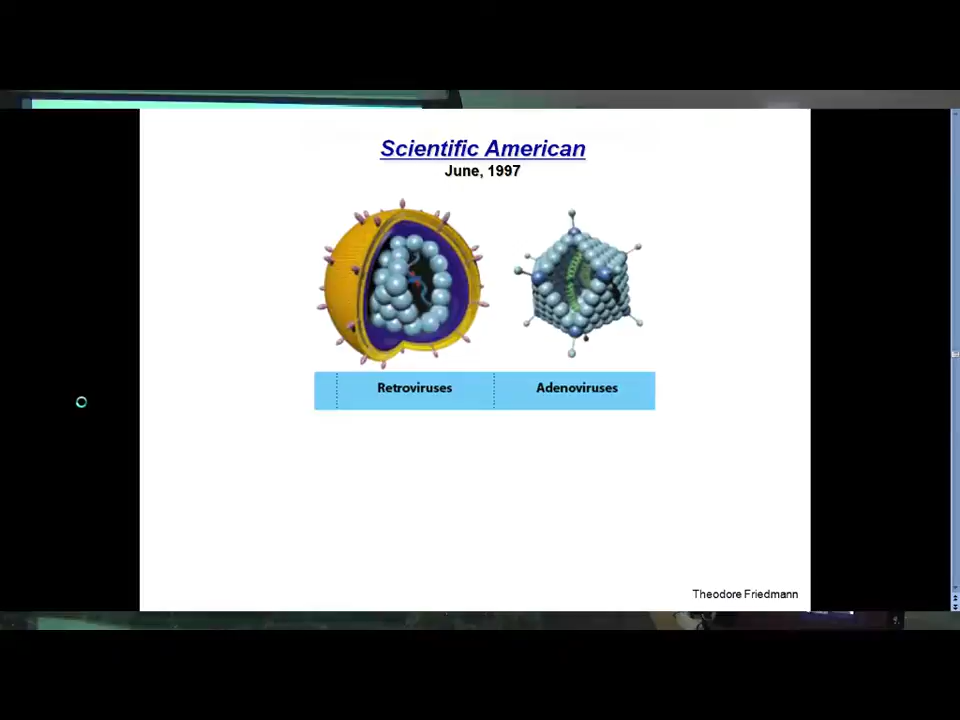 Scientific American
June, 1997
Retroviruses
Adenoviruses
Theodore Friedmann